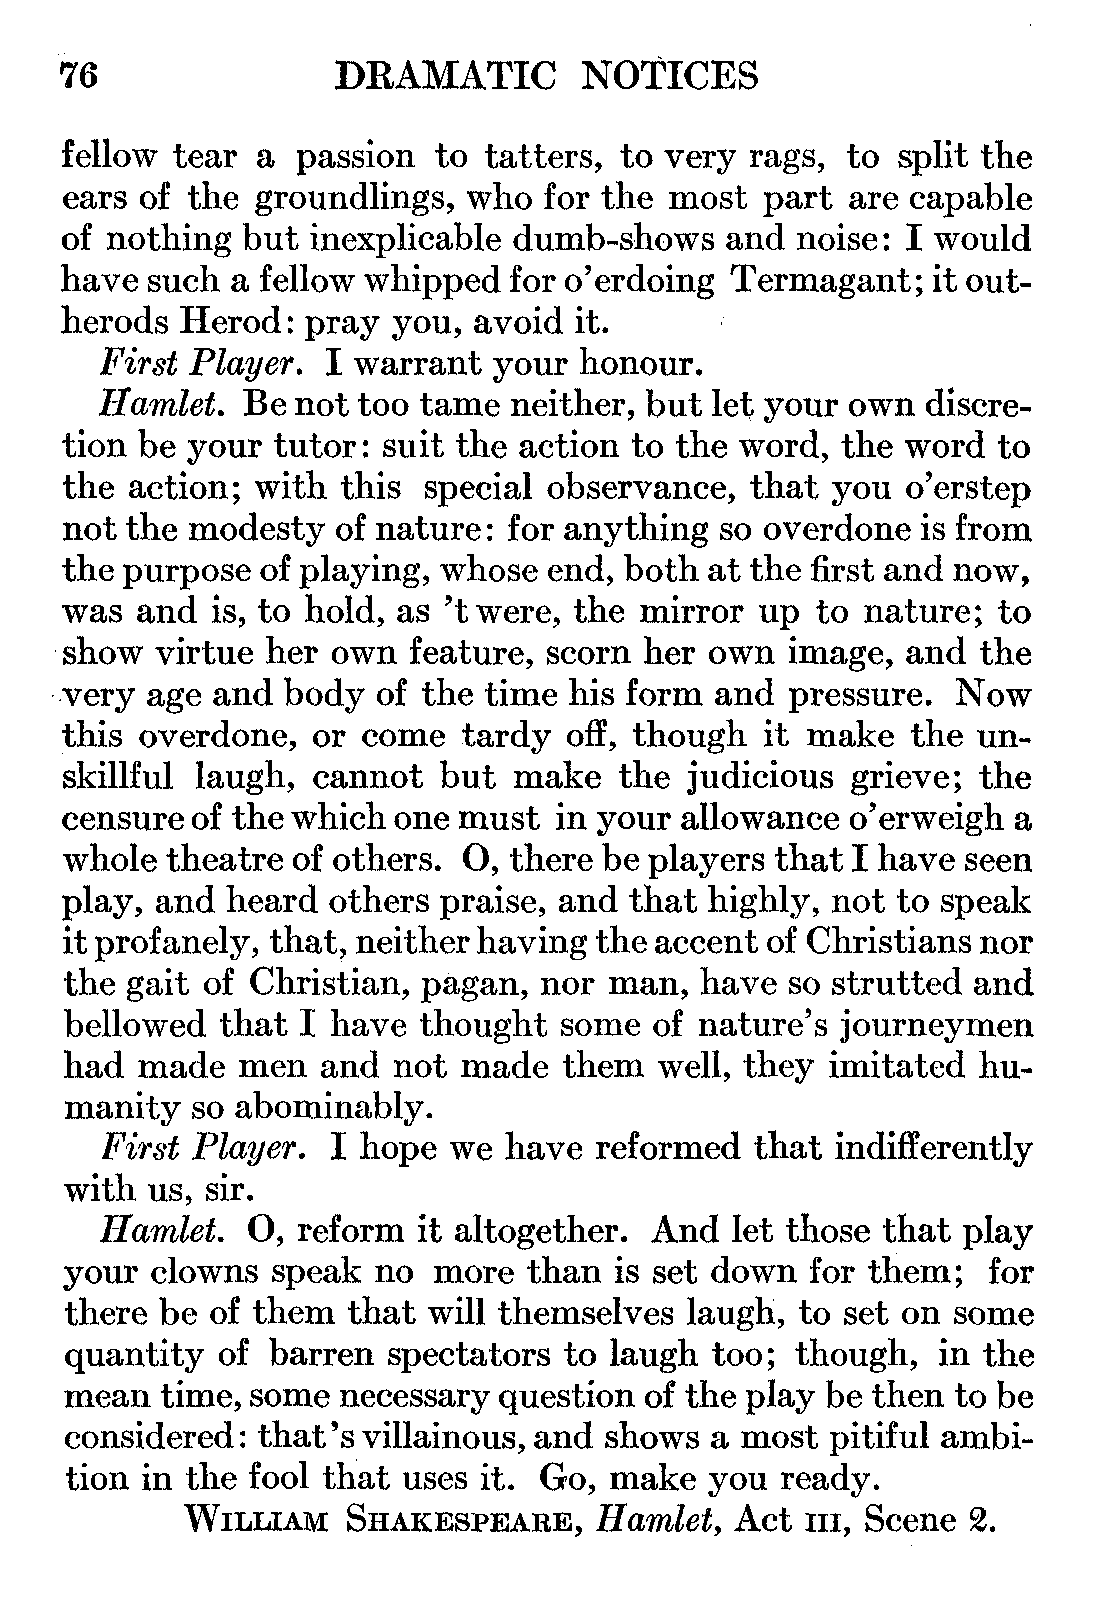 76 DRAMATIC NOTICES
fellow tear a passion to tatters, to very rags, to split the
ears of the groundlings, who for the most part are capable
of nothing but inexplicable dumb-shows and noise: I would
have such a fellow whipped for o'erdoing Termagant; it out-
herods Herod: pray you, avoid it.
First Player. I warrant your honour.
Hamlet. Be not too tame neither, but let your own discre-
tion be your tutor: suit the action to the word, the word to
the action; with this special observance, that you o'erstep
not the modesty of nature: for anything so overdone is from
the purpose of playing, whose end, both at the first and now,
was and is, to hold, as 't were, the mirror up to nature; to
show virtue her own feature, scorn her own image, and the
very age and body of the time his form and pressure. Now
this overdone, or come tardy off, though it make the un-
skillful laugh, cannot but make the judicious grieve; the
censure of the which one must in your allowance o'erweigh a
whole theatre of others. O, there be players that I have seen
play, and heard others praise, and that highly, not to speak
it profanely, that, neither having the accent of Christians nor
the gait of Christian, pagan, nor man, have so strutted and
bellowed that I have thought some of nature's journeymen
had made men and not made them well, they imitated hu-
manity so abominably.
First Player. I hope we have reformed that indifferently
with us, sir.
Hamlet. O, reform it altogether. And let those that play
your clowns speak no more than is set down for them; for
there be of them that will themselves laugh, to set on some
quantity of barren spectators to laugh too; though, in the
mean time, some necessary question of the play be then to be
considered: that's villainous, and shows a most pitiful ambi-
tion in the fool that uses it. Go, make you ready.
WILLIAM SHAKESPEARE, Hamlet, Act III, Scene 2.